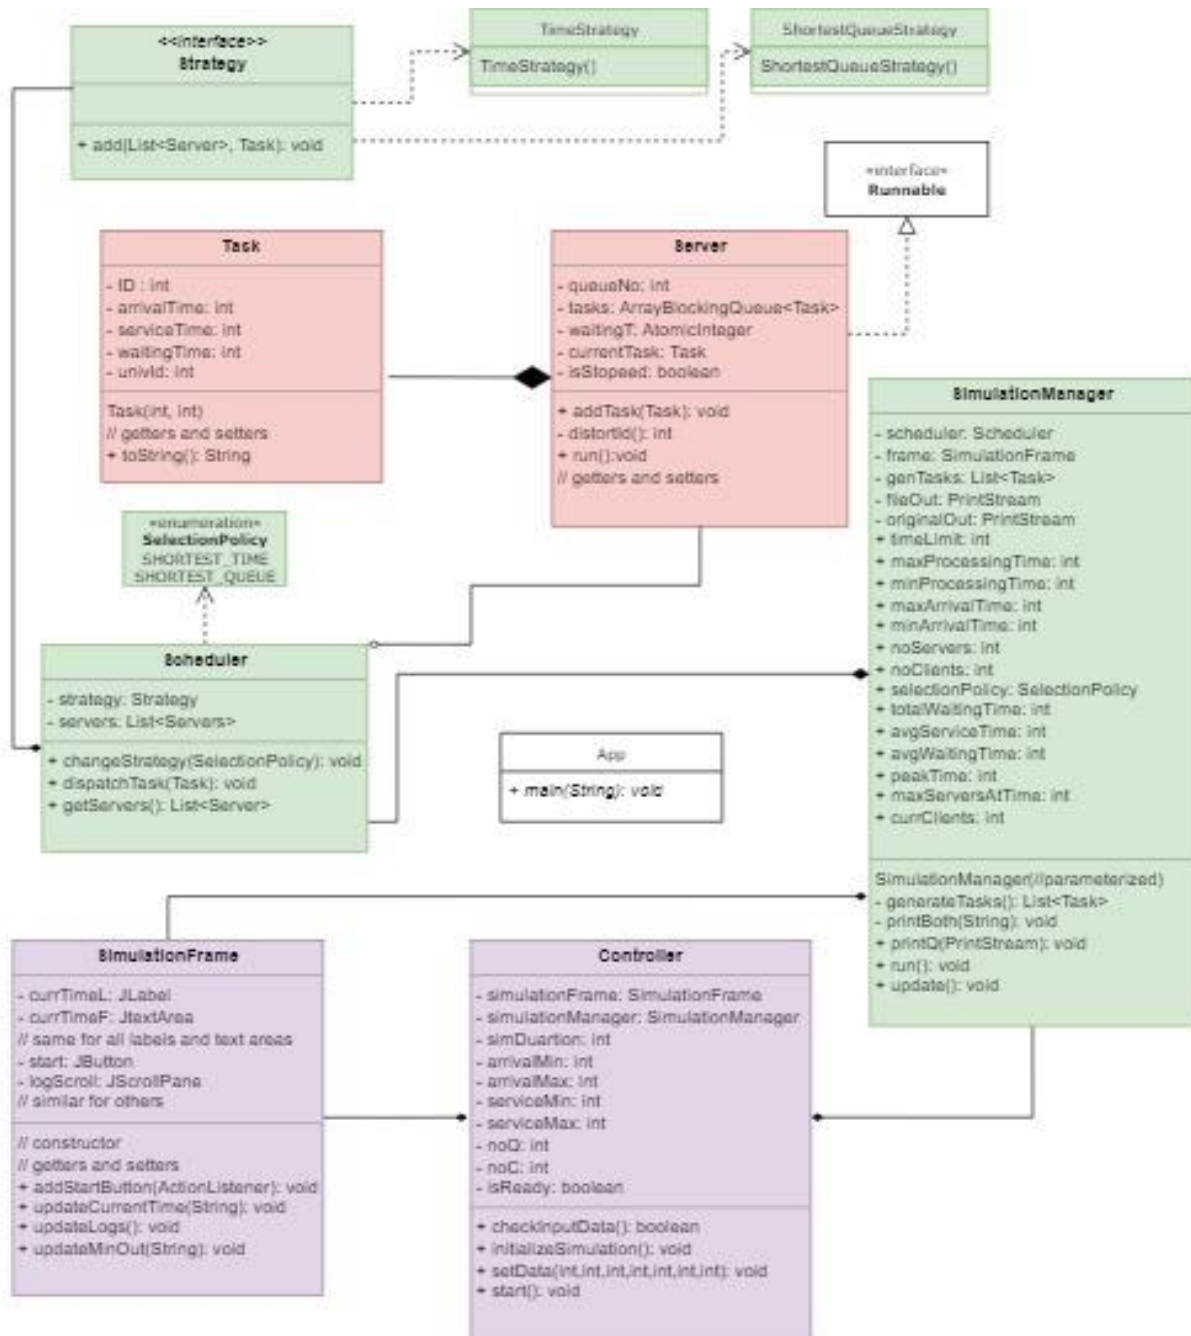 <<interface>>
Strategy
+ add(List<Server>, Task): void
TimeStrategy
TimeStrategy()
ShortestQueueStrategy
ShortestQueueStrategy()
«interface»
Runnable
Task
- ID : int
- arrivalTime: int
- serviceTime: int
- waitingTime: int
- univId: int
Task(int, int)
// getters and setters
+ toString(): String
Server
- queueNo: int
- tasks: ArrayBlockingQueue<Task>
- waitingT: AtomicInteger
- currentTask: Task
- isStopeed: boolean
+ addTask(Task): void
- distortId(): int
+ run():void
// getters and setters
SimulationManager
- scheduler: Scheduler
- frame: SimulationFrame
- genTasks: List<Task>
- fileOut: PrintStream
- originalOut: PrintStream
+ timeLimit: int
+ maxProcessingTime: int
+ minProcessingTime: int
+ maxArrivalTime: int
+ minArrivalTime: int
+ noServers: int
+ noClients: int
+ selectionPolicy: SelectionPolicy
+ totalWaitingTime: int
+ avgServiceTime: int
+ avgWaitingTime: int
+ peakTime: int
+ maxServersAtTime: int
+ currClients: int
SimulationManager(//parameterized)
- generateTasks(): List<Task>
- printBoth(String): void
+ printQ(PrintStream): void
+ run(): void
+ update(): void
«enumeration»
SelectionPolicy
SHORTEST_TIME
SHORTEST_QUEUE
Scheduler
- strategy: Strategy
- servers: List<Servers>
+ changeStrategy(SelectionPolicy): void
+ dispatchTask(Task): void
+ getServers(): List<Server>
App
+ main(String): void
SimulationFrame
- currTimeL: JLabel
- currTimeF: JtextArea
// same for all labels and text areas
- start: JButton
- logScroll: JScrollPane
// similar for others
// constructor
// getters and setters
+ addStartButton(ActionListener): void
+ updateCurrentTime(String): void
+ updateLogs(): void
+ updateMinOut(String): void
Controller
- simulationFrame: SimulationFrame
- simulationManager: SimulationManager
- simDuartion: int
- arrivalMin: int
- arrivalMax: int
- serviceMin: int
- serviceMax: int
- noQ: int
- noC: int
- isReady: boolean
+ checkInputData(): boolean
+ initializeSimulation(): void
+ setData(int,int,int,int,int,int,int): void
+ start(): void